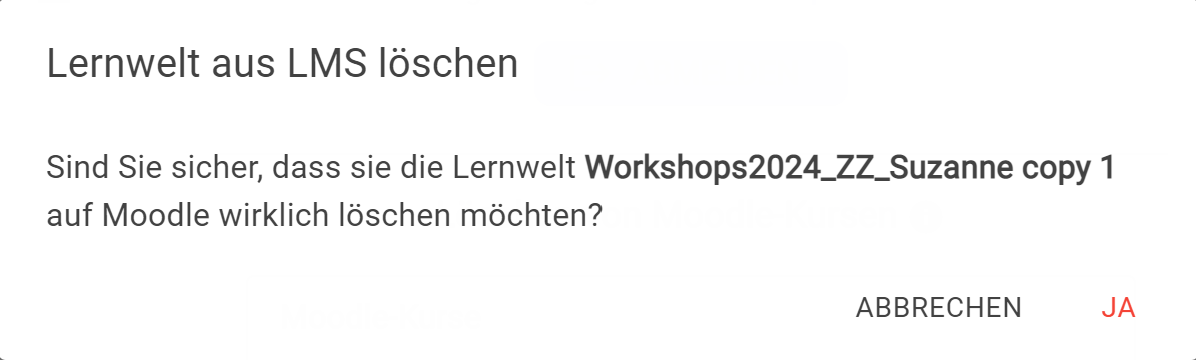 Lernwelt aus LMS löschen
Sind Sie sicher, dass sie die Lernwelt Workshops2024_ZZ_Suzanne copy 1
auf Moodle wirklich löschen möchten?
ABBRECHEN JA